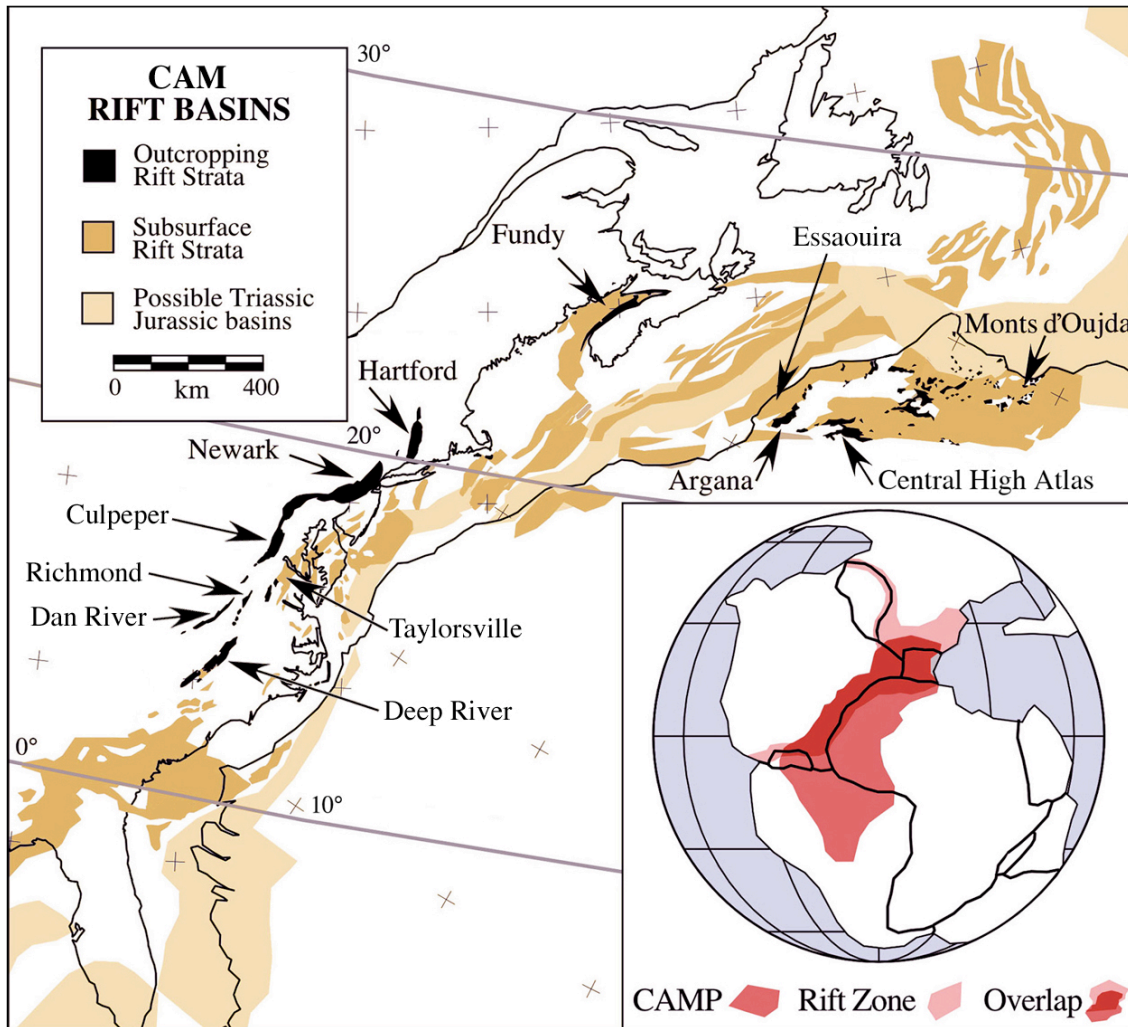 CAM
RIFT BASINS
Outcropping
Rift Strata
Subsurface
Rift Strata
Possible Triassic
Jurassic basins
0
400
km
30°
Fundy
Essaouira
Monts d'Oujda
Hartford
20°
Newark
Argana
Central High Atlas
Culpeper
Richmond
Dan River
Taylorsville
Deep River
0°
10°
CAMP
Rift Zone
Overlap